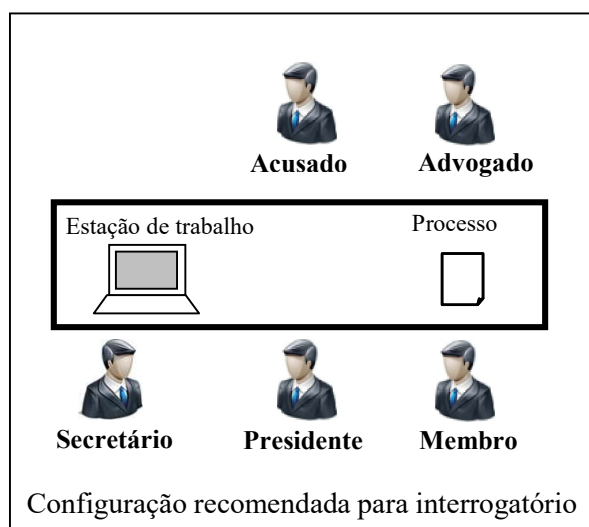 Acusado Advogado
Estação de trabalho Processo
Secretário Presidente Membro
Configuração recomendada para interrogatório